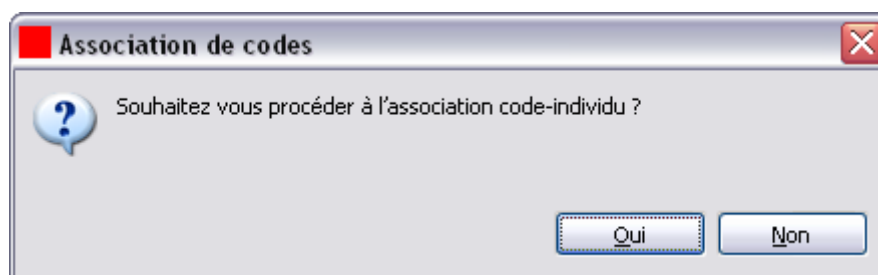 Association de codes
Souhaitez vous procéder à l'association code-individu ?
Oui Non